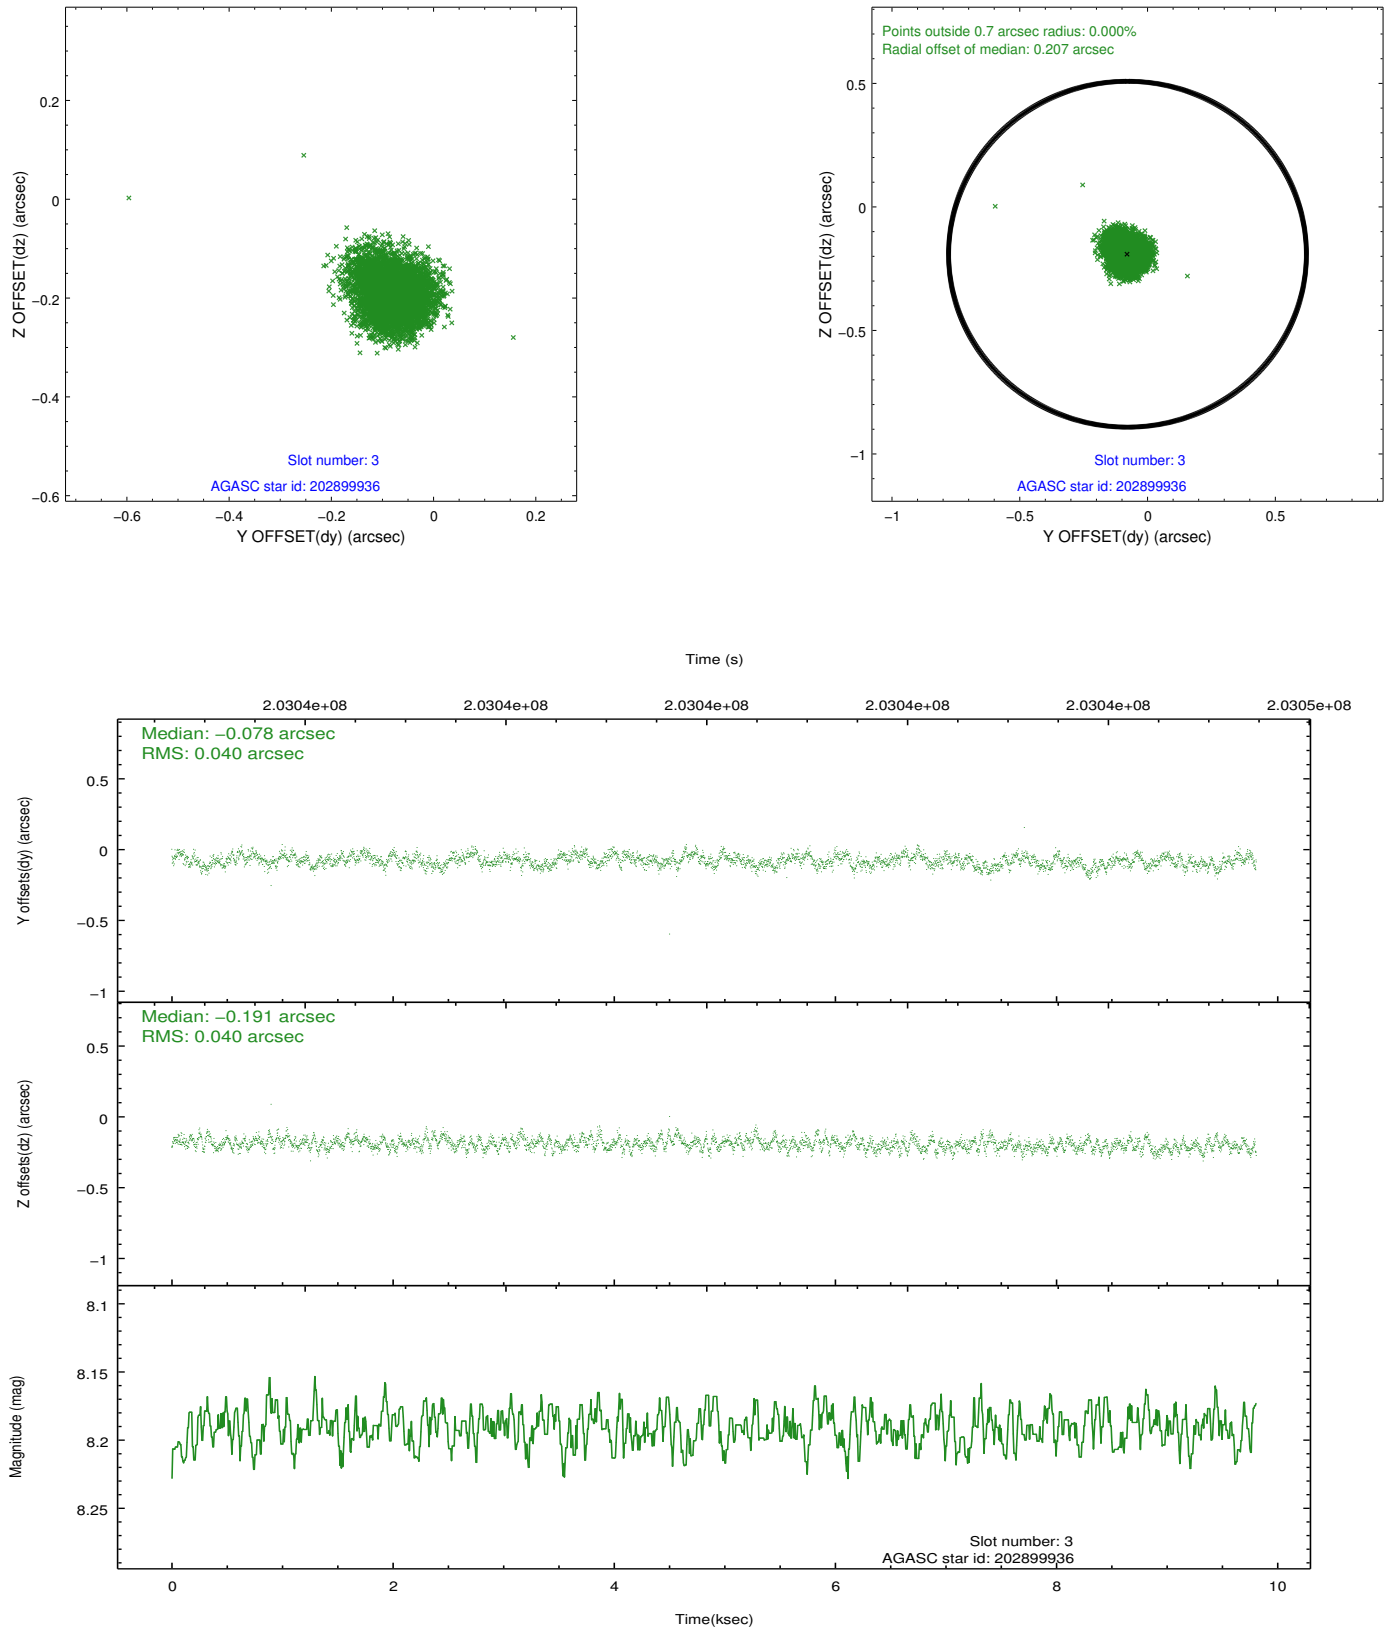 0.2
0
−0.2
−0.4
−0.6
Z OFFSET(dz) (arcsec)
Slot number: 3
AGASC star id: 202899936
−0.6
−0.4
−0.2
0
0.2
Y OFFSET(dy) (arcsec)
Points outside 0.7 arcsec radius: 0.000%
Radial offset of median: 0.207 arcsec
0.5
0
−0.5
−1
Z OFFSET(dz) (arcsec)
Slot number: 3
AGASC star id: 202899936
−1
−0.5
0
0.5
Y OFFSET(dy) (arcsec)
Time (s)
2.0304e+08
2.0304e+08
2.0304e+08
2.0304e+08
2.0304e+08
2.0305e+08
Median: −0.078 arcsec
RMS: 0.040 arcsec
0.5
0
−0.5
−1
Y offsets(dy) (arcsec)
Median: −0.191 arcsec
RMS: 0.040 arcsec
0.5
0
−0.5
−1
Z offsets(dz) (arcsec)
8.1
8.15
8.2
8.25
Magnitude (mag)
Slot number: 3
AGASC star id: 202899936
0
2
4
6
8
10
Time(ksec)